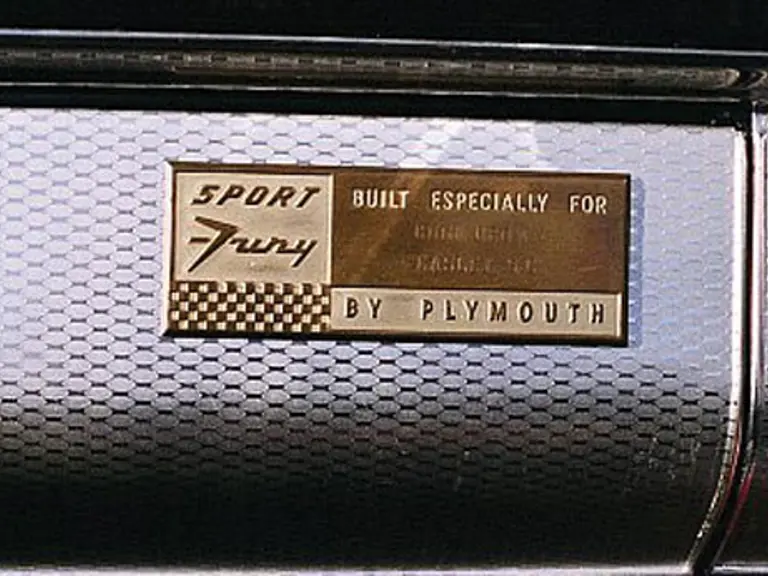 SPORT
Fury
BUILT ESPECIALLY FOR
BY PLYMOUTH